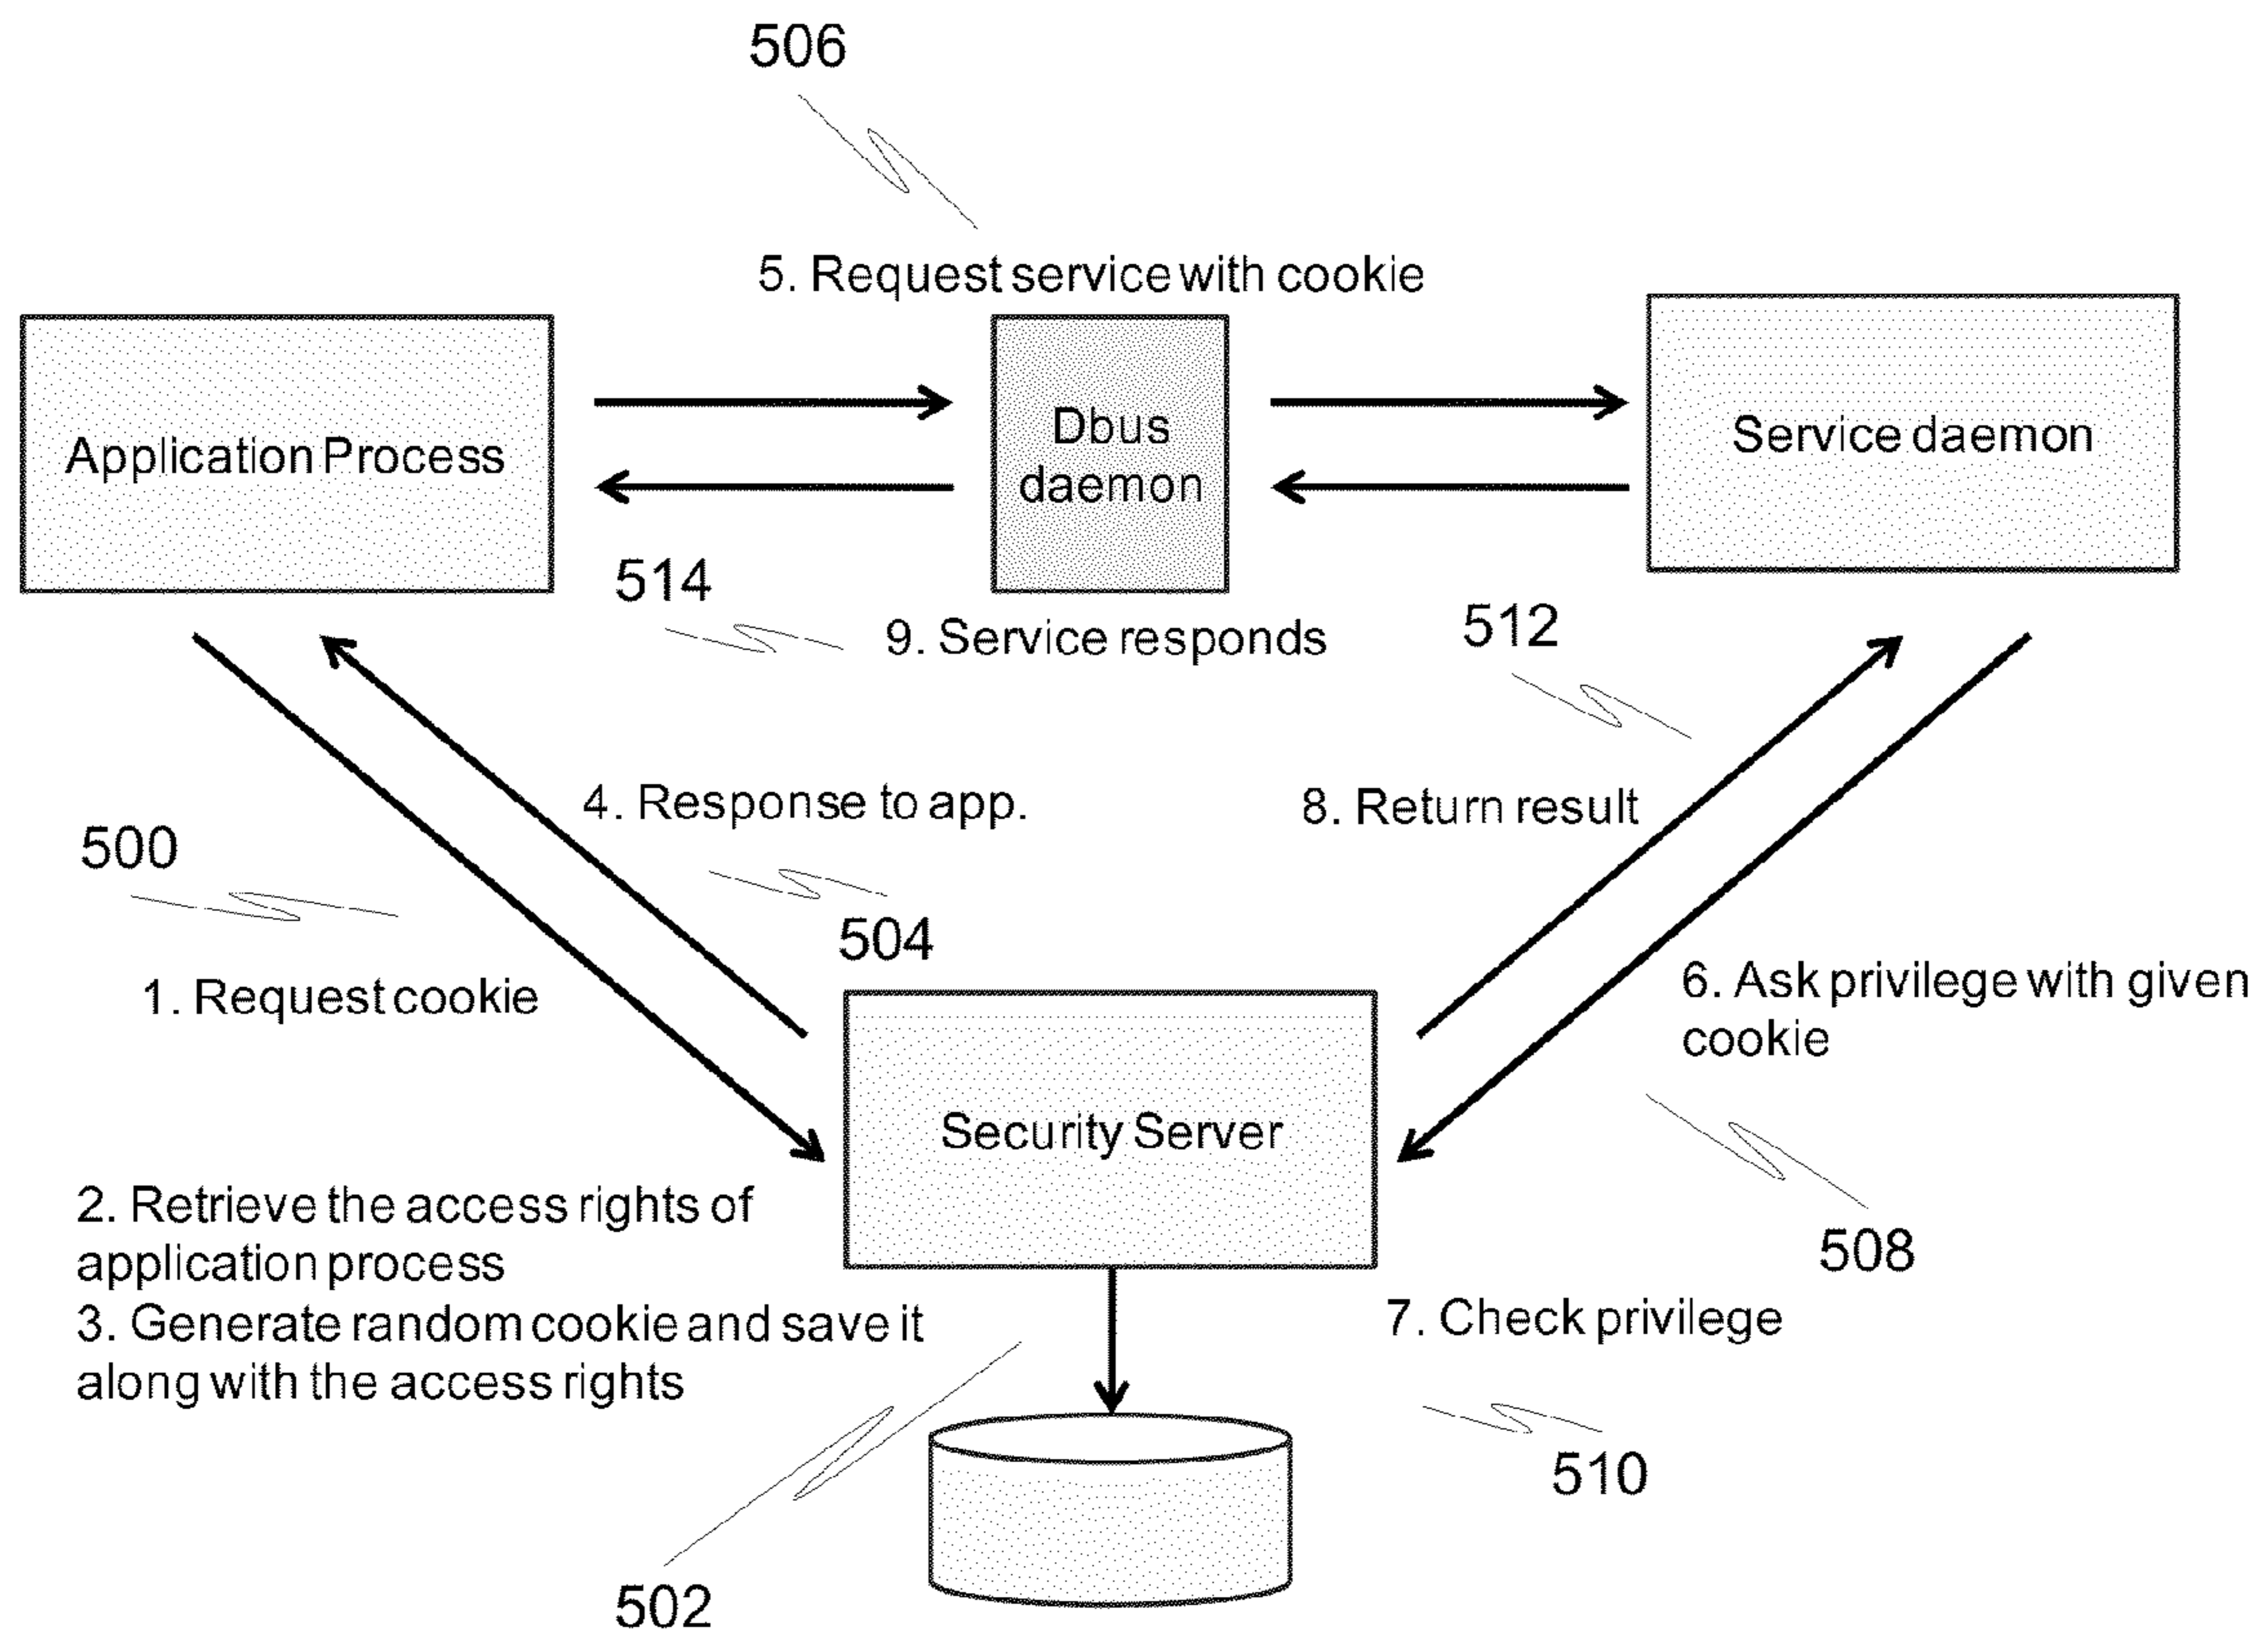 506
5. Request service with cookie
Application Process
Dbus
daemon
Service daemon
514
9. Service responds
512
4. Response to app.
8. Return result
500
504
1. Request cookie
6. Ask privilege with given
cookie
Security Server
2. Retrieve the access rights of
application process
3. Generate random cookie and save it
along with the access rights
508
7. Check privilege
510
502